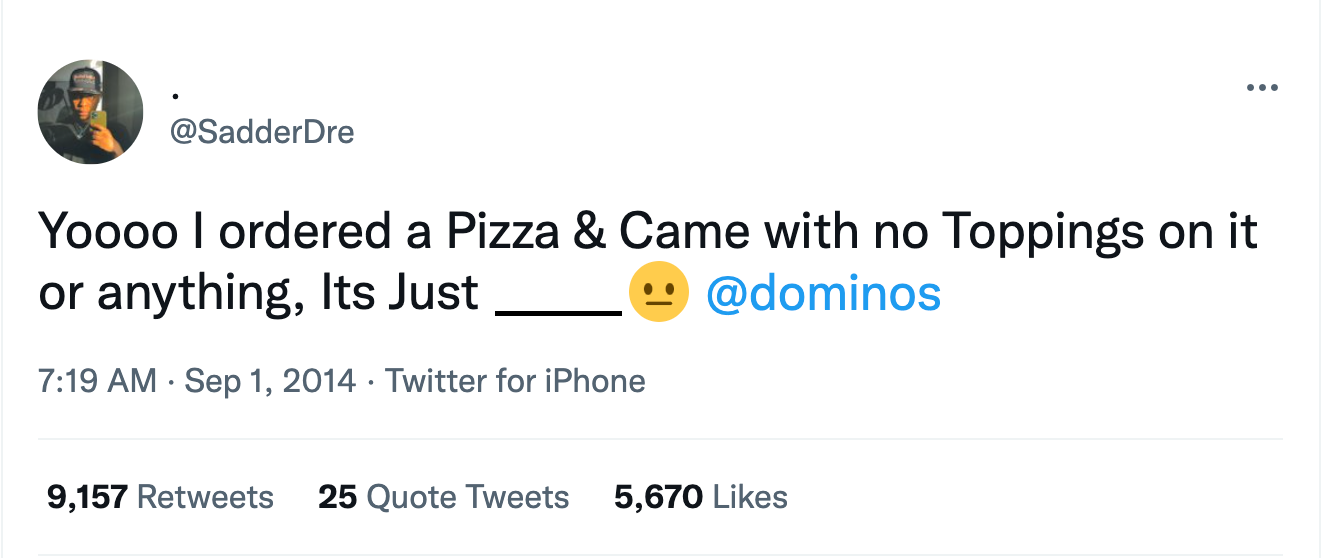 .
@SadderDre
Yoooo I ordered a Pizza & Came with no Toppings on it
or anything, Its Just ______😐 @dominos
7:19 AM · Sep 1, 2014 · Twitter for iPhone
9,157 Retweets 25 Quote Tweets 5,670 Likes